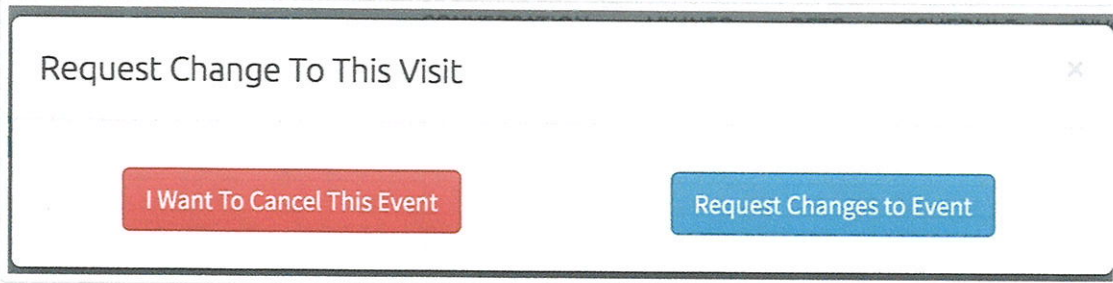 Request Change To This Visit ×
I Want To Cancel This Event
Request Changes to Event